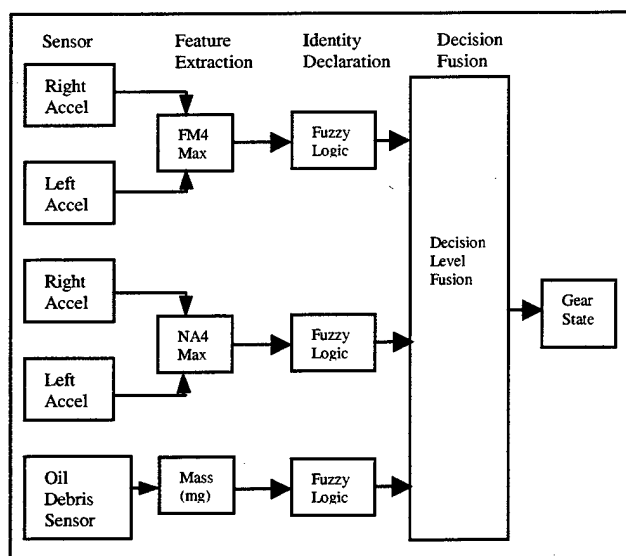 Sensor
Feature
Extraction
Identity
Declaration
Decision
Fusion
Right
Accel
FM4
Max
Fuzzy
Logic
Left
Accel
Decision
Level
Fusion
Right
Accel
NA4
Max
Fuzzy
Logic
Gear
State
Left
Accel
Oil
Debris
Sensor
Mass
(mg)
Fuzzy
Logic